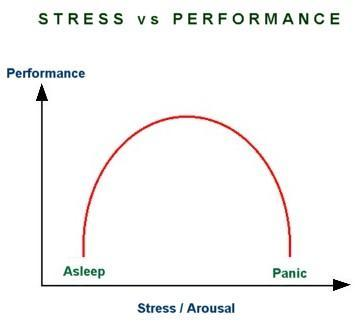 STRESS vs PERFORMANCE
Performance
Asleep
Panic
Stress / Arousal